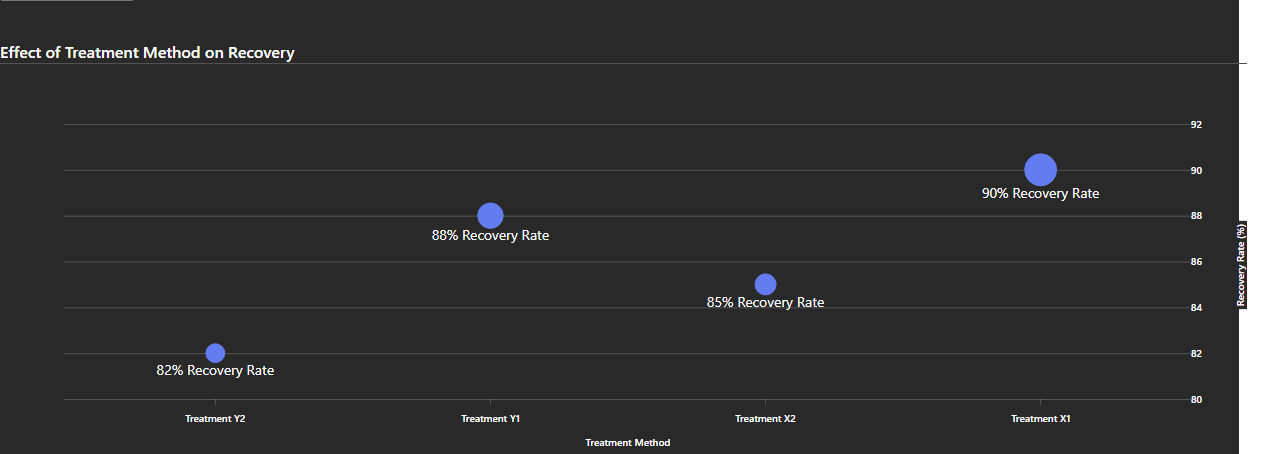 Effect of Treatment Method on Recovery
92
90
90% Recovery Rate
88
88% Recovery Rate
86
85% Recovery Rate
84
82
82% Recovery Rate
80
Recovery Rate (%)
Treatment Y2
Treatment Y1
Treatment X2
Treatment X1
Treatment Method